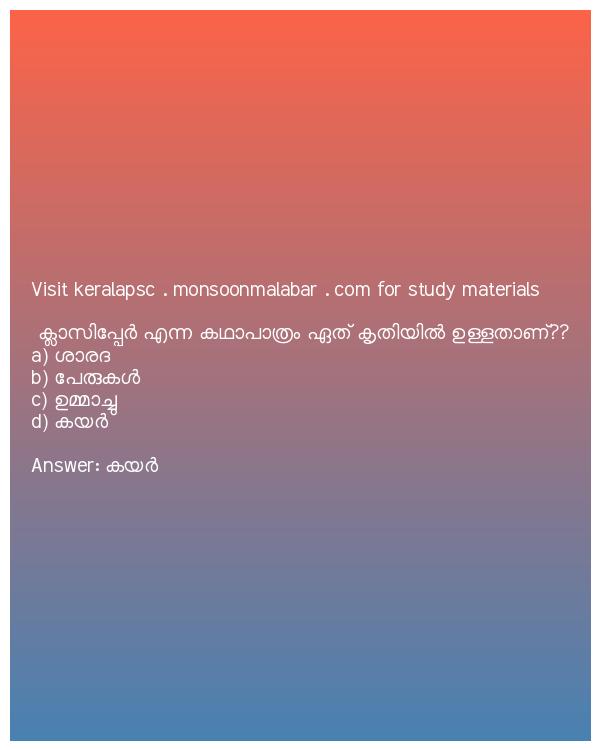 Visit keralapsc . monsoonmalabar . com for study materials
ക്ലാസിപ്പേർ എന്ന കഥാപാത്രം ഏത് കൃതിയിൽ ഉള്ളതാണ്??
a) ശാരദ
b) പേരുകൾ
c) ഉമ്മാച്ചു
d) കയർ
Answer: കയർ